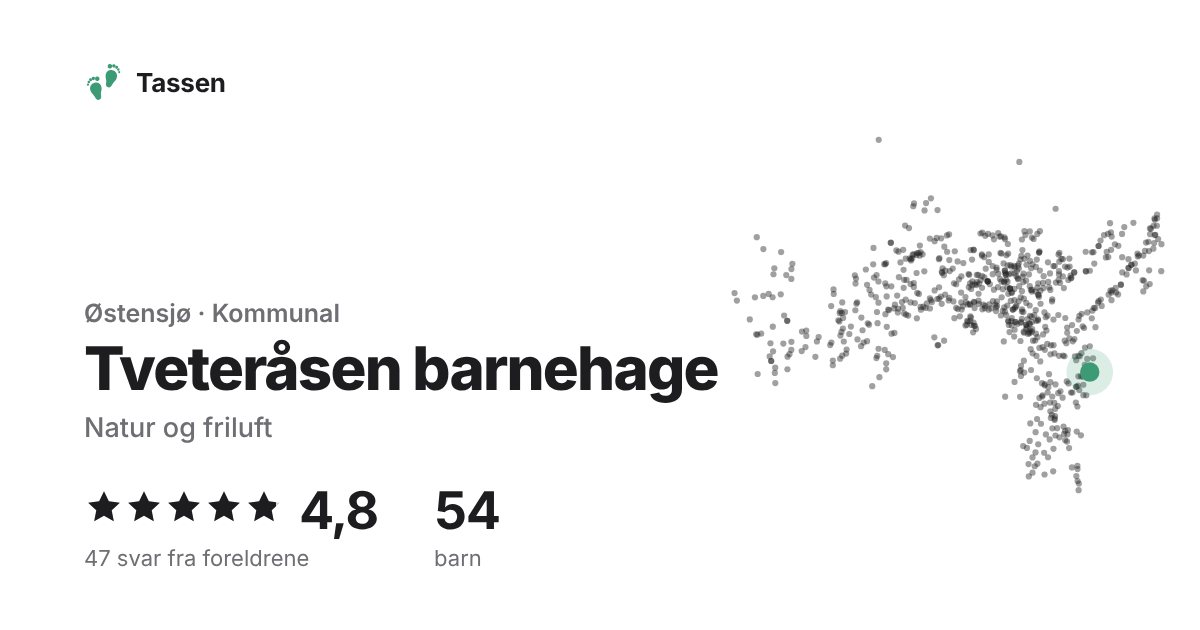 Tassen
Østensjø · Kommunal
Tveteråsen barnehage
Natur og friluft
4,8
47 svar fra foreldrene
54
barn